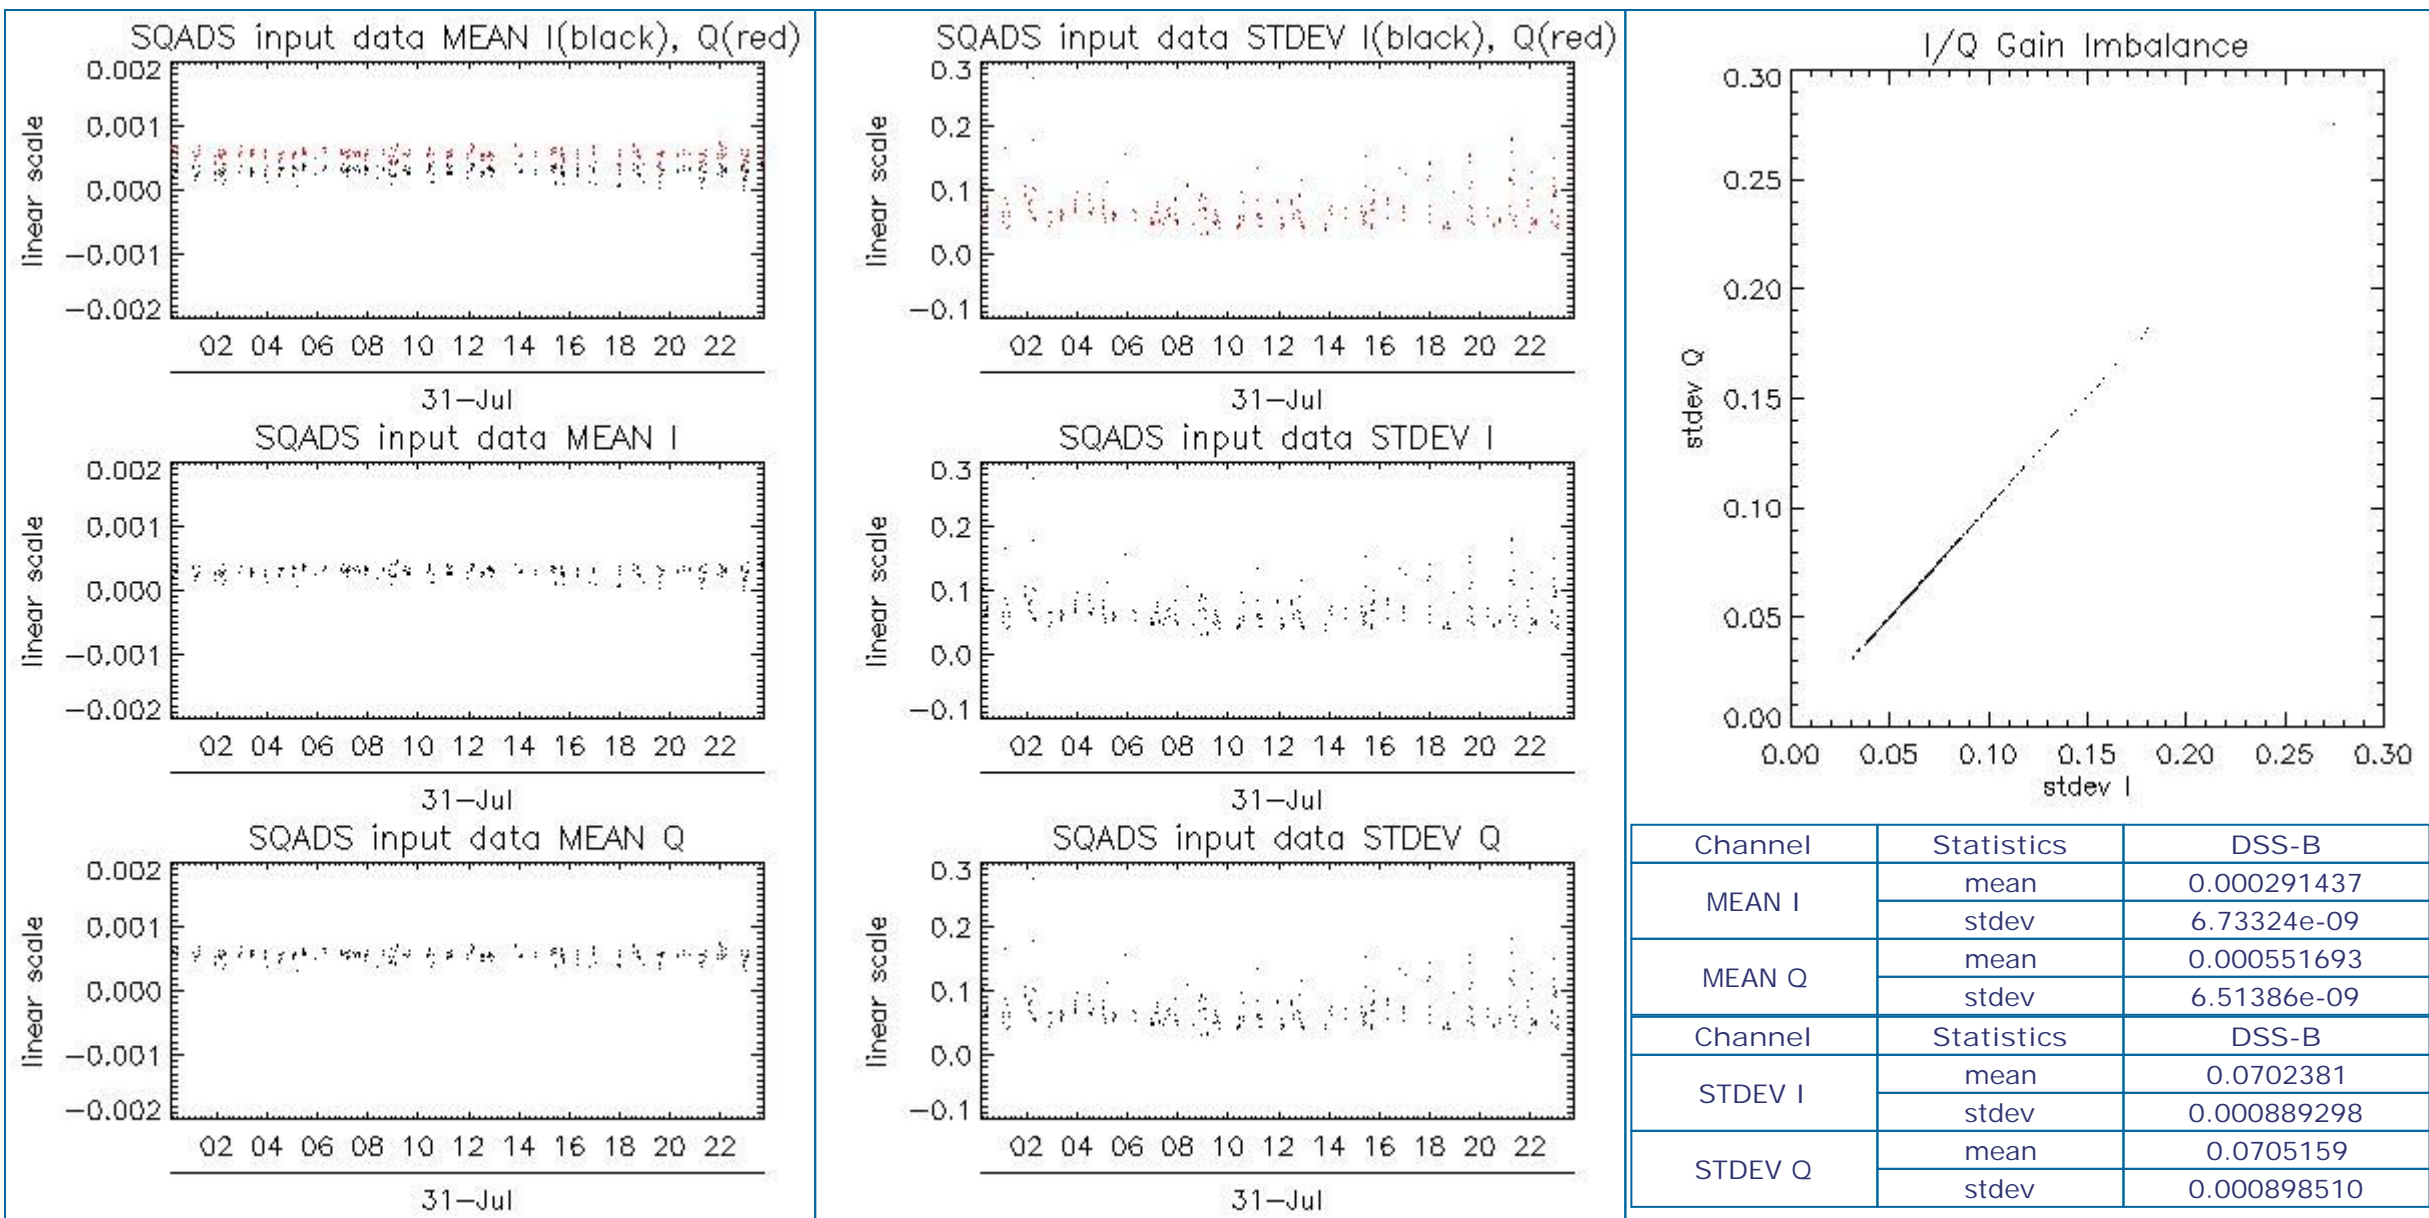 SQADS input data MEAN I(black), Q(red)
0.002
0.001
0.000
−0.001
−0.002
linear scale
02 04 06 08 10 12 14 16 18 20 22
31−Jul
SQADS input data MEAN I
0.002
0.001
0.000
−0.001
−0.002
linear scale
02 04 06 08 10 12 14 16 18 20 22
31−Jul
SQADS input data MEAN Q
0.002
0.001
0.000
−0.001
−0.002
linear scale
02 04 06 08 10 12 14 16 18 20 22
31−Jul
SQADS input data STDEV I(black), Q(red)
0.3
0.2
0.1
0.0
−0.1
linear scale
02 04 06 08 10 12 14 16 18 20 22
31−Jul
SQADS input data STDEV I
0.3
0.2
0.1
0.0
−0.1
linear scale
02 04 06 08 10 12 14 16 18 20 22
31−Jul
SQADS input data STDEV Q
0.3
0.2
0.1
0.0
−0.1
linear scale
02 04 06 08 10 12 14 16 18 20 22
31−Jul
I/Q Gain Imbalance
0.30
0.25
0.20
0.15
0.10
0.05
0.00
stdev Q
0.00 0.05 0.10 0.15 0.20 0.25 0.30
stdev I
Channel Statistics DSS-B
MEAN I mean 0.000291437
stdev 6.73324e-09
MEAN Q mean 0.000551693
stdev 6.51386e-09
Channel Statistics DSS-B
STDEV I mean 0.0702381
stdev 0.000889298
STDEV Q mean 0.0705159
stdev 0.000898510